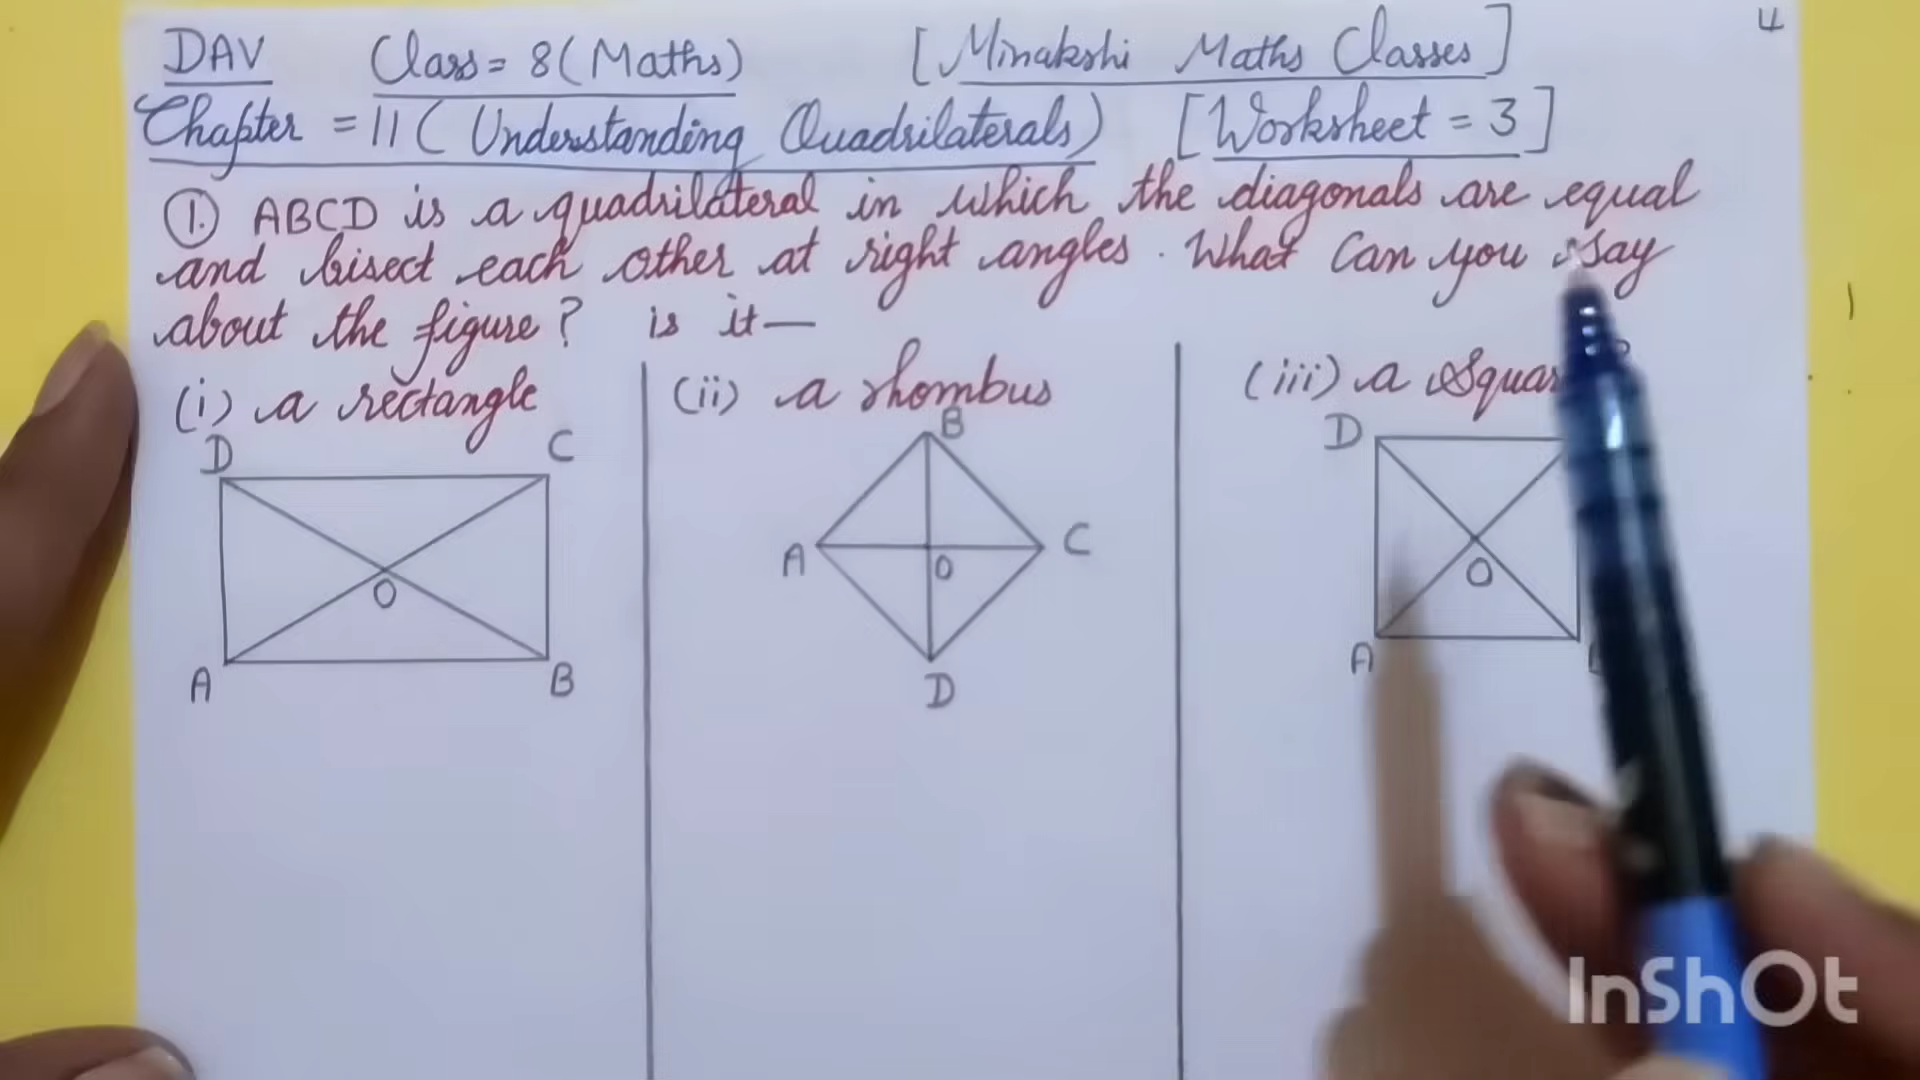 4
DAV Class = 8 (Maths) [Minakshi Maths Classes]
Chapter = 11 (Understanding Quadrilaterals) [Worksheet = 3]
1. ABCD is a quadrilateral in which the diagonals are equal
and bisect each other at right angles. What can you say
about the figure? is it—
(i) a rectangle
(ii) a rhombus
(iii) a Squar
D C
O
A B
B
A O C
D
D
O
A
InShOt